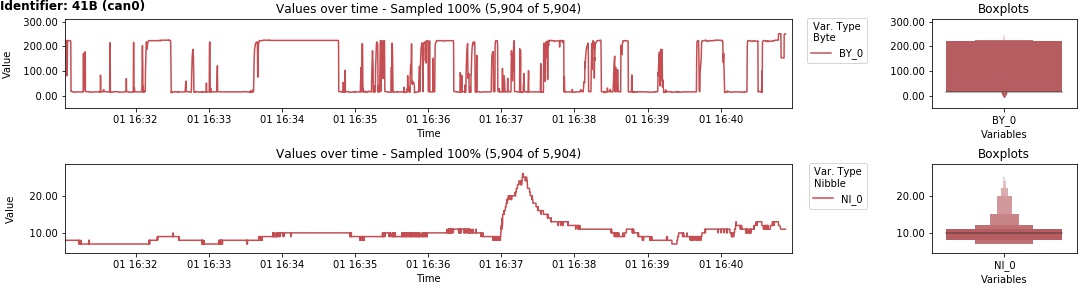 Identifier: 41B (can0)
Values over time - Sampled 100% (5,904 of 5,904)
Value
300.00
200.00
100.00
0.00
01 16:32 01 16:33 01 16:34 01 16:35 01 16:36 01 16:37 01 16:38 01 16:39 01 16:40
Time
Var. Type
Byte
BY_0
Boxplots
300.00
200.00
100.00
0.00
BY_0
Variables
Values over time - Sampled 100% (5,904 of 5,904)
Value
20.00
10.00
01 16:32 01 16:33 01 16:34 01 16:35 01 16:36 01 16:37 01 16:38 01 16:39 01 16:40
Time
Var. Type
Nibble
NI_0
Boxplots
20.00
10.00
NI_0
Variables